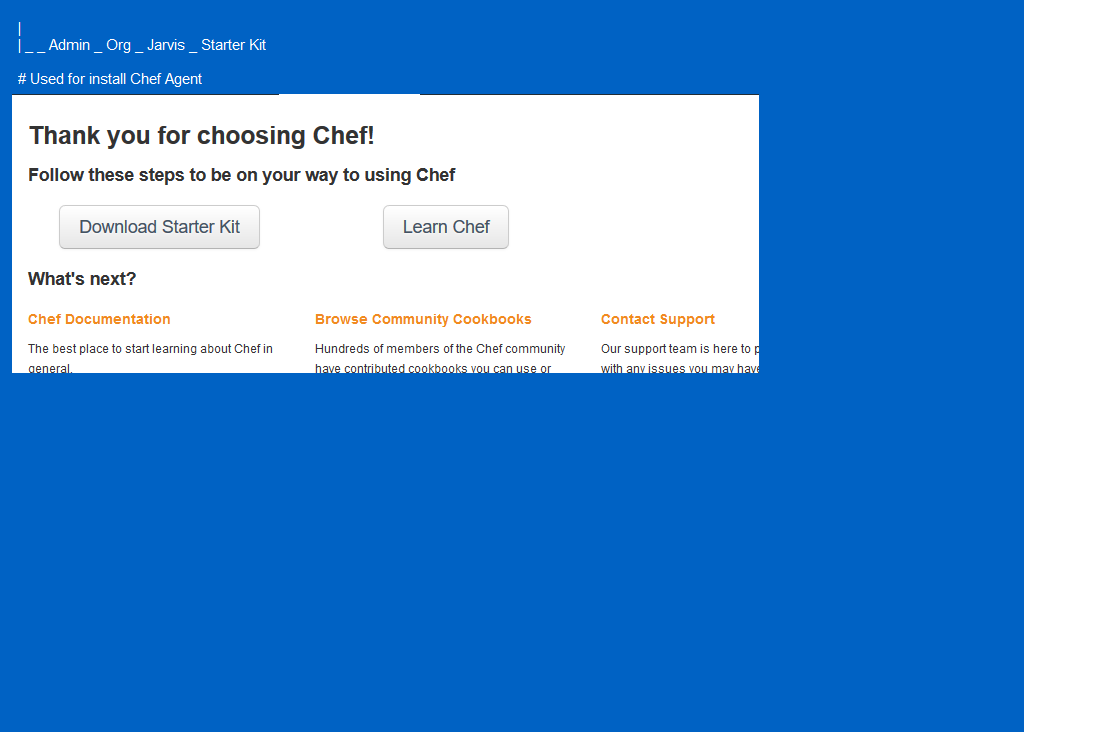 |
|_ _ Admin _ Org _ Jarvis _ Starter Kit
# Used for install Chef Agent
Thank you for choosing Chef!
Follow these steps to be on your way to using Chef
Download Starter Kit Learn Chef
What's next?
Chef Documentation Browse Community Cookbooks Contact Support
The best place to start learning about Chef in Hundreds of members of the Chef community Our support team is here to p
general. have contributed cookbooks you can use or with any issues you may have